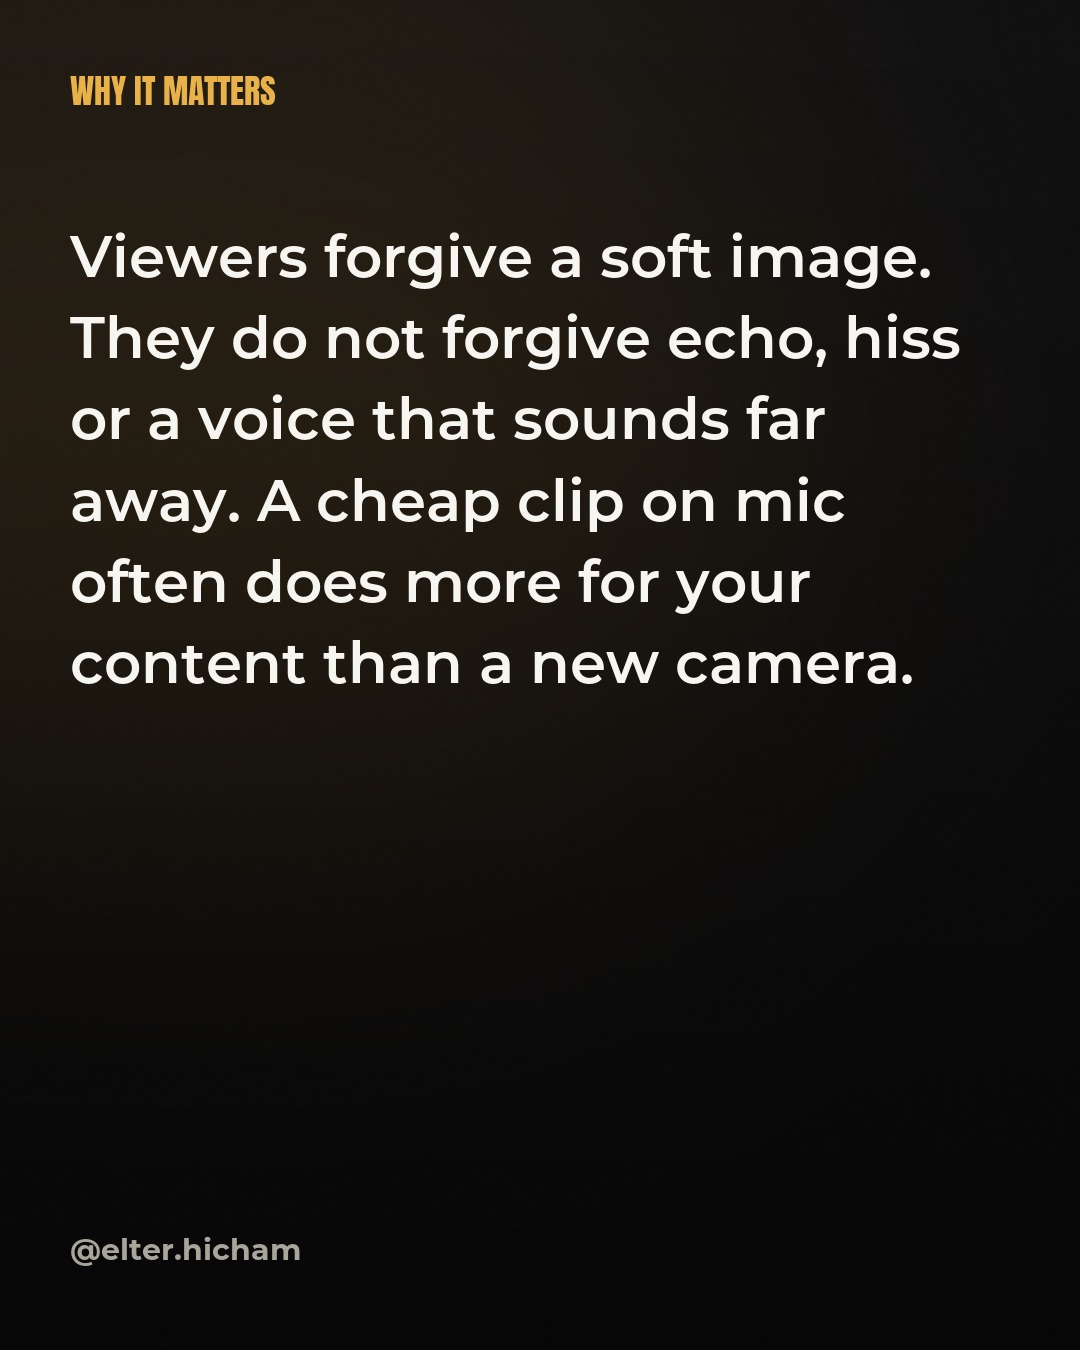 WHY IT MATTERS
Viewers forgive a soft image.
They do not forgive echo, hiss
or a voice that sounds far
away. A cheap clip on mic
often does more for your
content than a new camera.
@elter.hicham